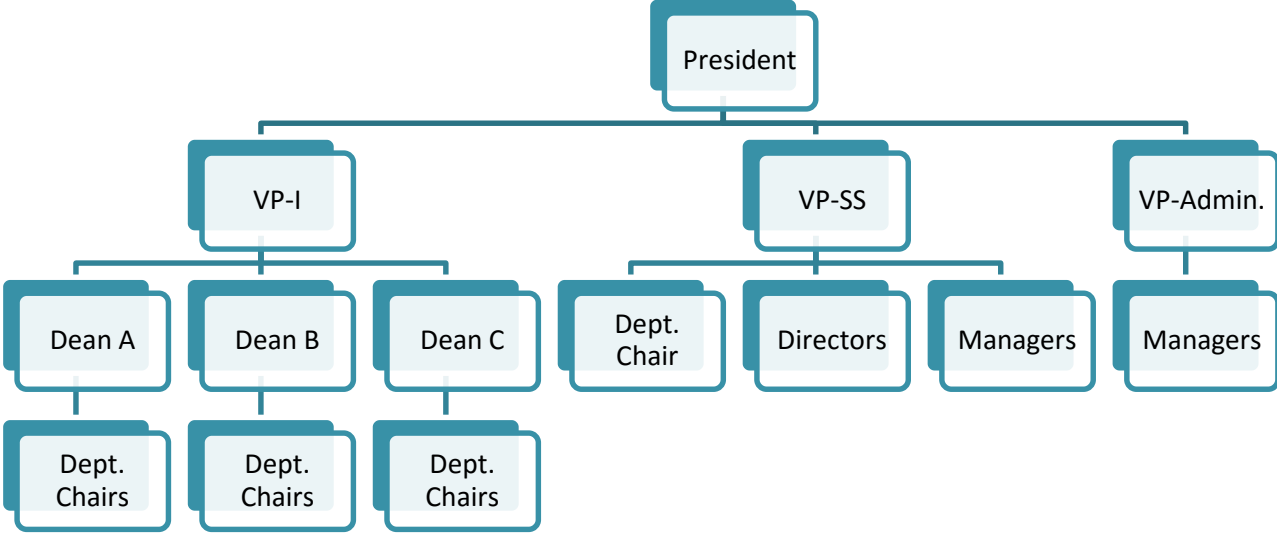 President
VP-I
VP-SS
VP-Admin.
Dean A
Dean B
Dean C
Dept.
Chair
Directors
Managers
Managers
Dept.
Chairs
Dept.
Chairs
Dept.
Chairs